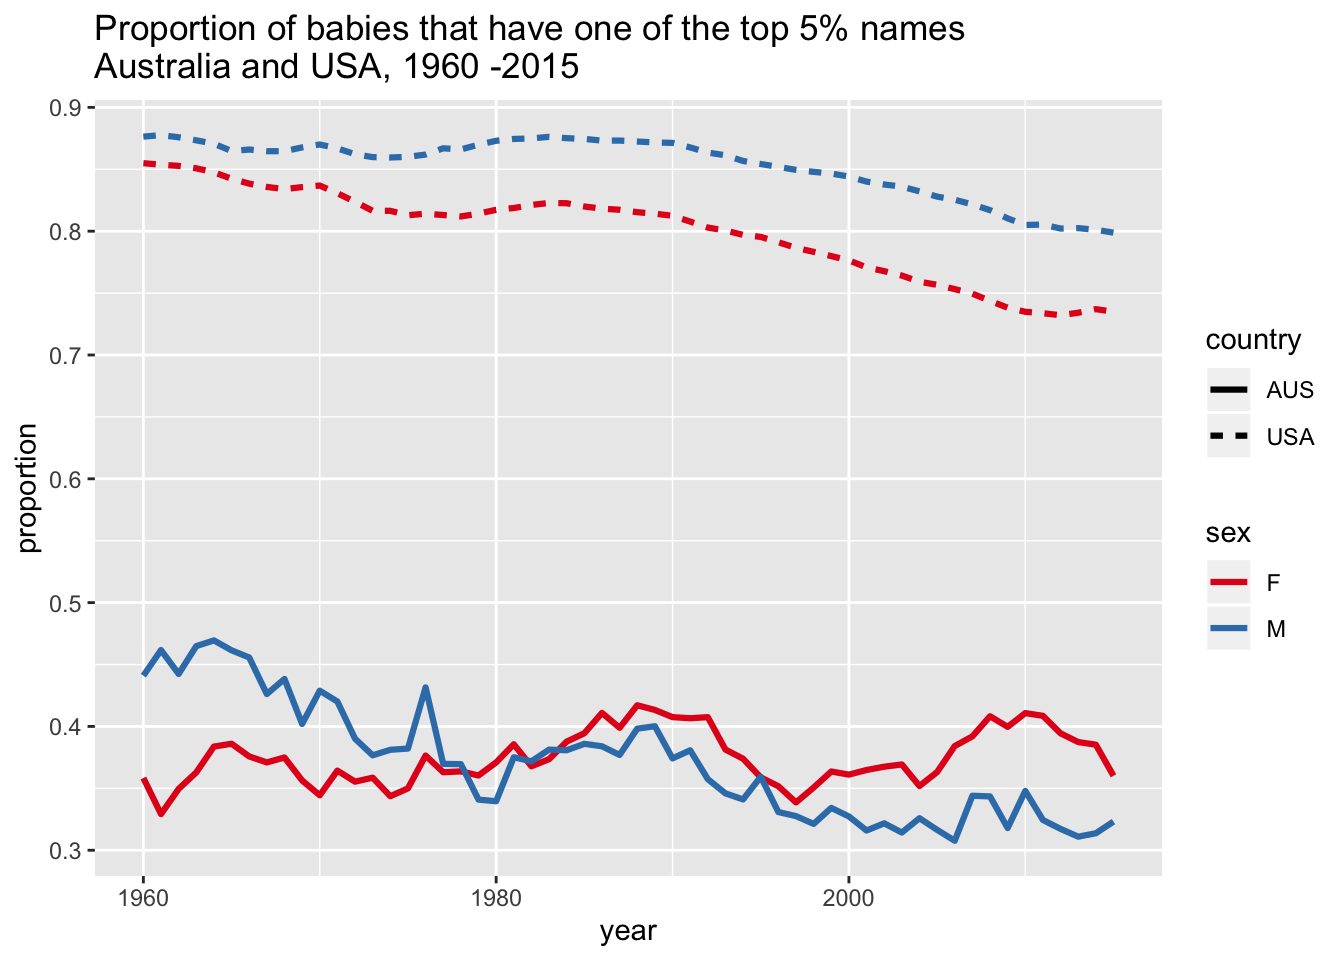 Proportion of babies that have one of the top 5% names
Australia and USA, 1960 -2015
0.9
0.8
0.7
0.6
0.5
0.4
0.3
proportion
1960
1980
2000
year
country
AUS
USA
sex
F
M